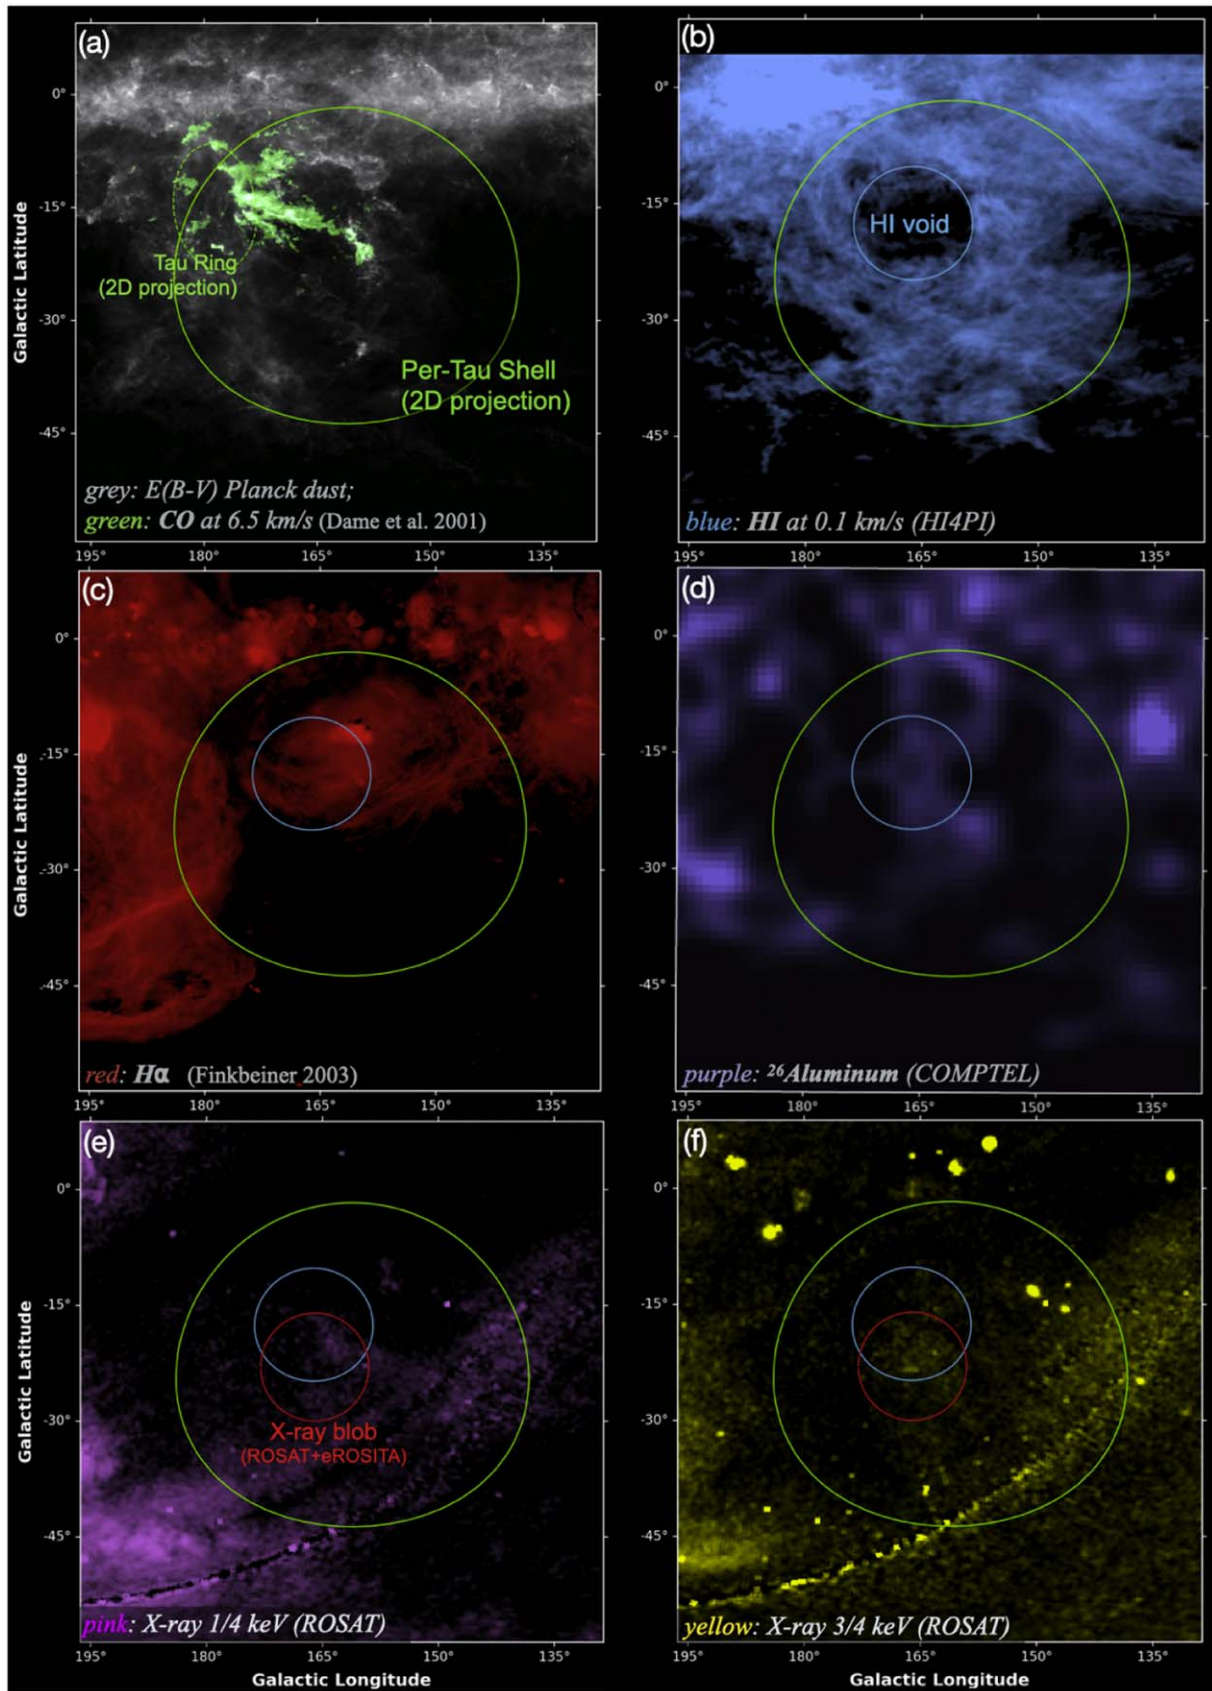 (a)
0°
-15°
-30°
-45°
Galactic Latitude
Tau Ring
(2D projection)
Per-Tau Shell
(2D projection)
grey: E(B-V) Planck dust;
green: CO at 6.5 km/s (Dame et al. 2001)
195°
180°
165°
150°
135°
(b)
0°
-15°
-30°
-45°
HI void
blue: HI at 0.1 km/s (HI4PI)
195°
180°
165°
150°
135°
(c)
0°
-15°
-30°
-45°
Galactic Latitude
red: Hα (Finkbeiner 2003)
195°
180°
165°
150°
135°
(d)
0°
-15°
-30°
-45°
purple: ²⁶Aluminum (COMPTEL)
195°
180°
165°
150°
135°
(e)
0°
-15°
-30°
-45°
Galactic Latitude
X-ray blob
(ROSAT+eROSITA)
pink: X-ray 1/4 keV (ROSAT)
195°
180°
165°
150°
135°
Galactic Longitude
(f)
0°
-15°
-30°
-45°
yellow: X-ray 3/4 keV (ROSAT)
195°
180°
165°
150°
135°
Galactic Longitude